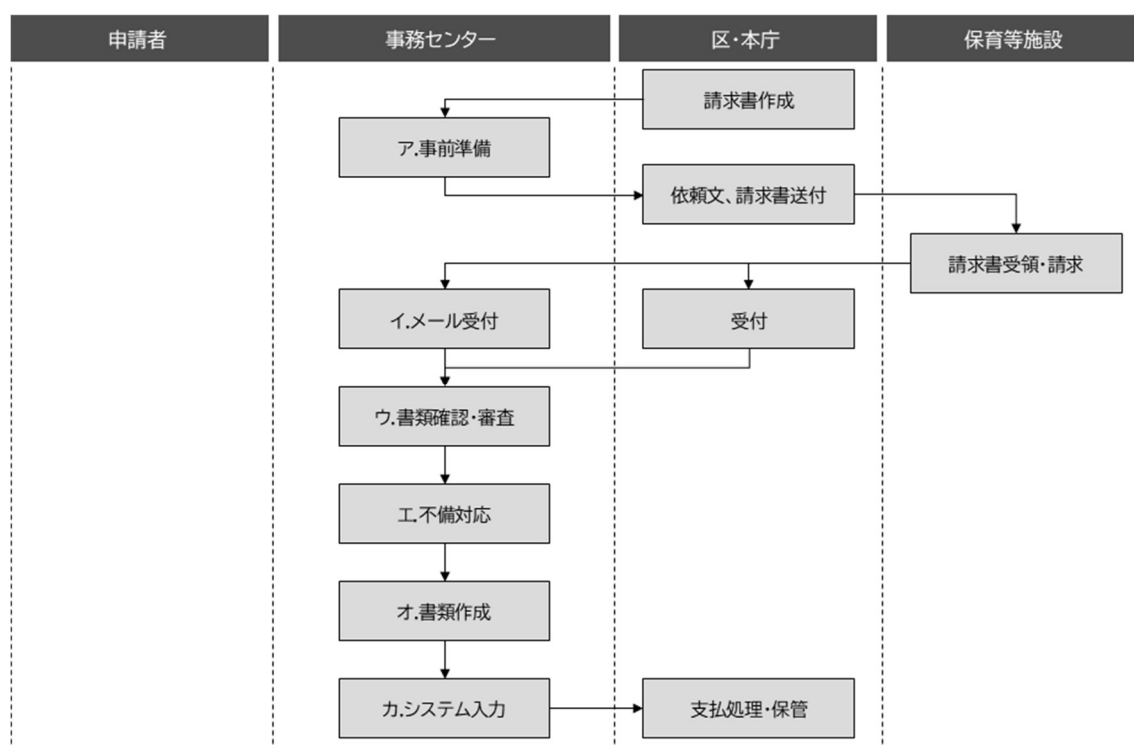 申請者
事務センター
区・本庁
保育等施設
請求書作成
ア.事前準備
依頼文、請求書送付
請求書受領・請求
イ.メール受付
受付
ウ.書類確認・審査
エ.不備対応
オ.書類作成
カ.システム入力
支払処理・保管